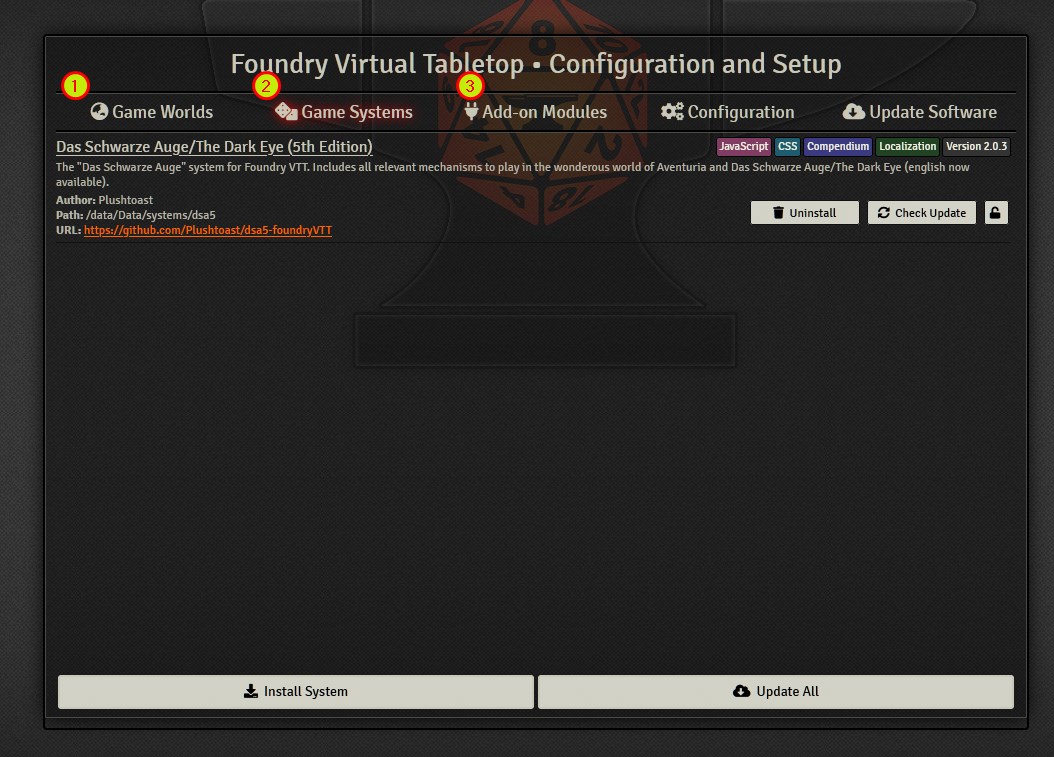 Foundry Virtual Tabletop • Configuration and Setup
1 2 3
Game Worlds Game Systems Add-on Modules Configuration Update Software
Das Schwarze Auge/The Dark Eye (5th Edition) JavaScript CSS Compendium Localization Version 2.0.3
The "Das Schwarze Auge" system for Foundry VTT. Includes all relevant mechanisms to play in the wonderous world of Aventuria and Das Schwarze Auge/The Dark Eye (english now
available).
Author: Plushtoast
Path: /data/Data/systems/dsa5 Uninstall Check Update
URL: https://github.com/Plushtoast/dsa5-foundryVTT
Install System Update All
8
11
2
18